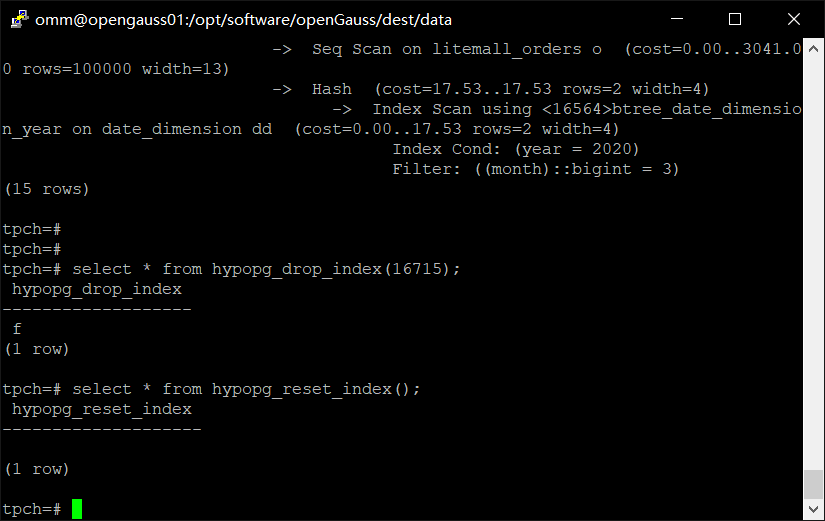 omm@opengauss01:/opt/software/openGauss/dest/data
->  Seq Scan on litemall_orders o  (cost=0.00..3041.0
0 rows=100000 width=13)
->  Hash  (cost=17.53..17.53 rows=2 width=4)
->  Index Scan using <16564>btree_date_dimensio
n_year on date_dimension dd  (cost=0.00..17.53 rows=2 width=4)
Index Cond: (year = 2020)
Filter: ((month)::bigint = 3)
(15 rows)
tpch=#
tpch=#
tpch=# select * from hypopg_drop_index(16715);
hypopg_drop_index
-------------------
f
(1 row)
tpch=# select * from hypopg_reset_index();
hypopg_reset_index
--------------------
(1 row)
tpch=#